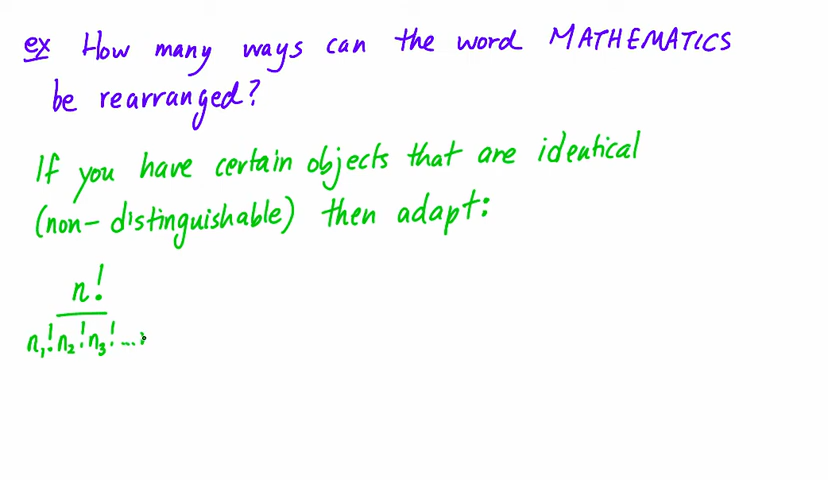 ex How many ways can the word MATHEMATICS
be rearranged?
If you have certain objects that are identical
(non-distinguishable) then adapt:
n!
n₁!n₂!n₃!...